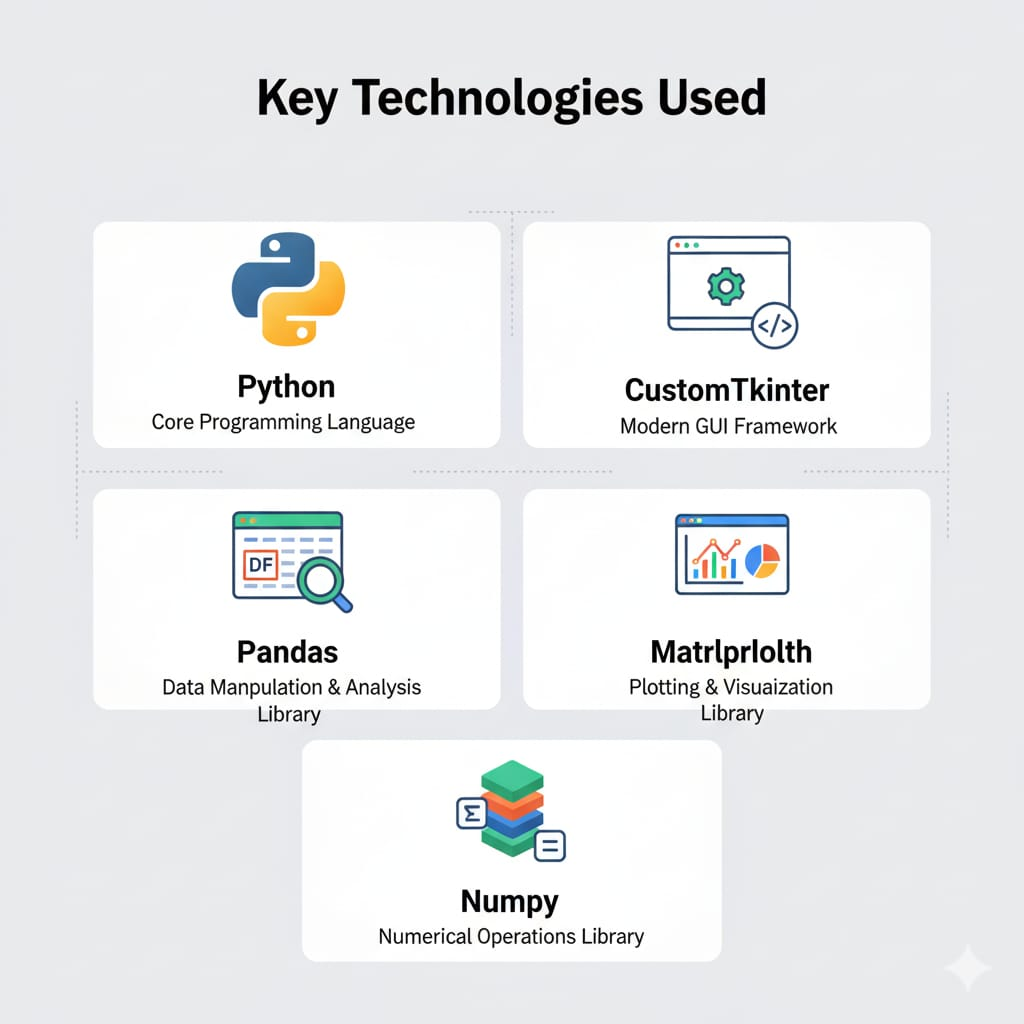 Key Technologies Used
Python
Core Programming Language
CustomTkinter
Modern GUI Framework
</>
DF
Pandas
Data Manpulation & Analysis
Library
Matrlprlolth
Plotting & Visuaization
Library
Σ
=
Numpy
Numerical Operations Library